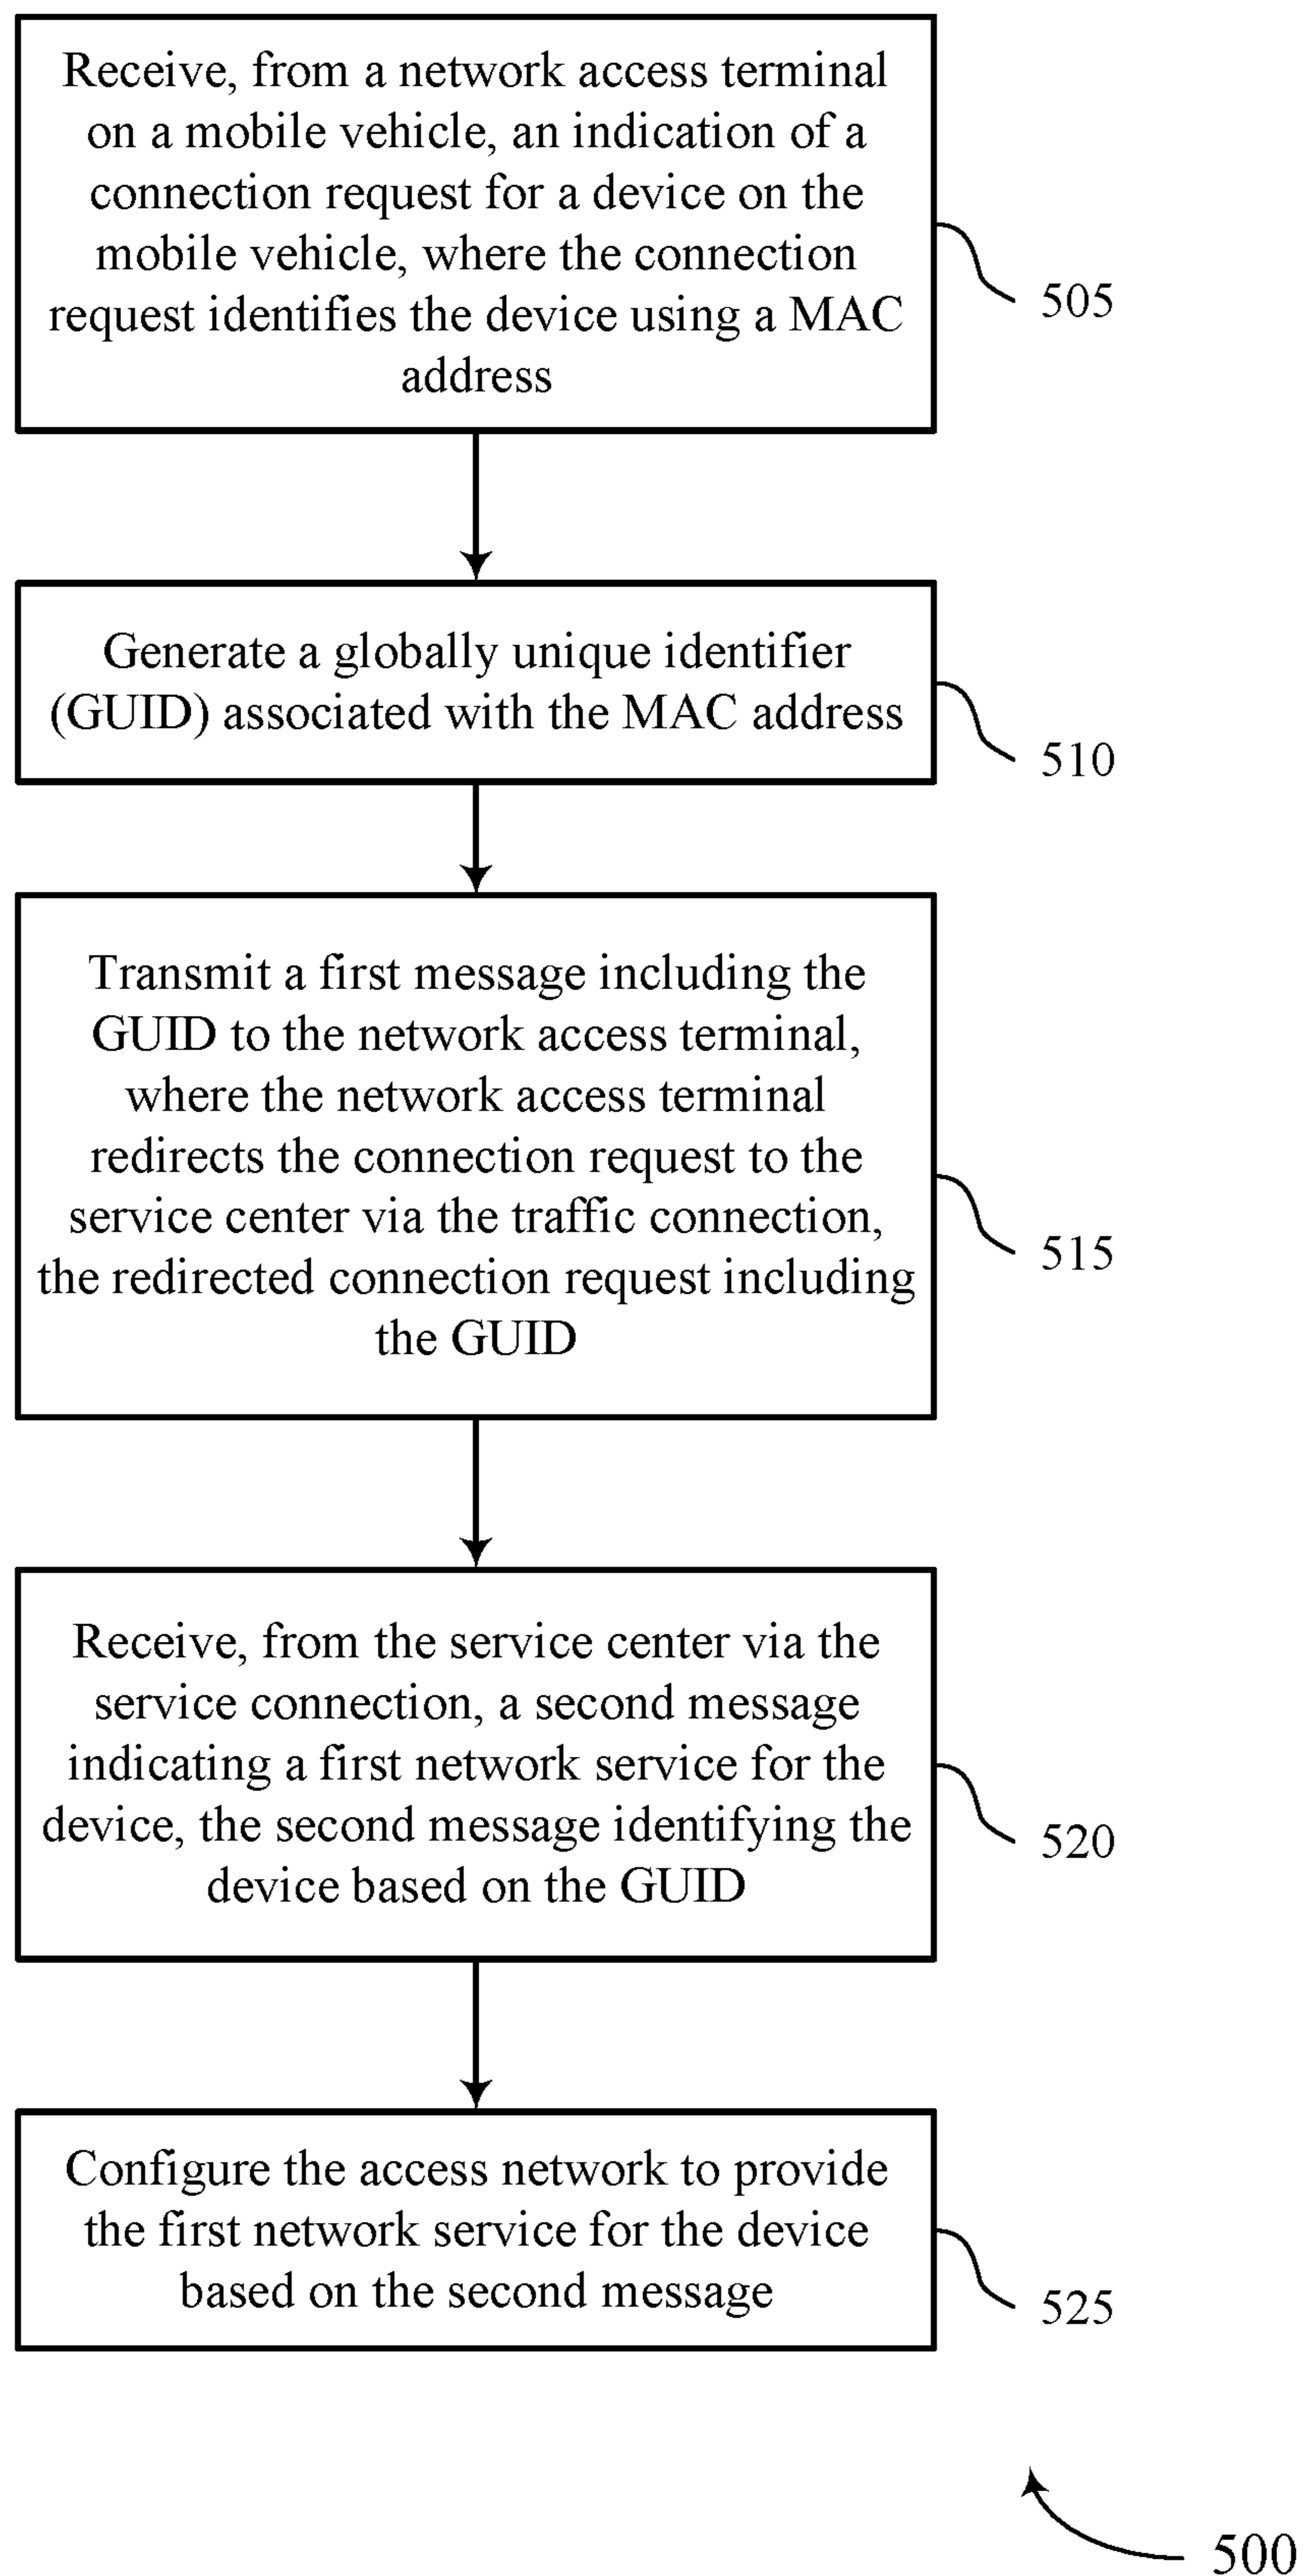 Receive, from a network access terminal
on a mobile vehicle, an indication of a
connection request for a device on the
mobile vehicle, where the connection
request identifies the device using a MAC
address
505
Generate a globally unique identifier
(GUID) associated with the MAC address
510
Transmit a first message including the
GUID to the network access terminal,
where the network access terminal
redirects the connection request to the
service center via the traffic connection,
the redirected connection request including
the GUID
515
Receive, from the service center via the
service connection, a second message
indicating a first network service for the
device, the second message identifying the
device based on the GUID
520
Configure the access network to provide
the first network service for the device
based on the second message
525
500